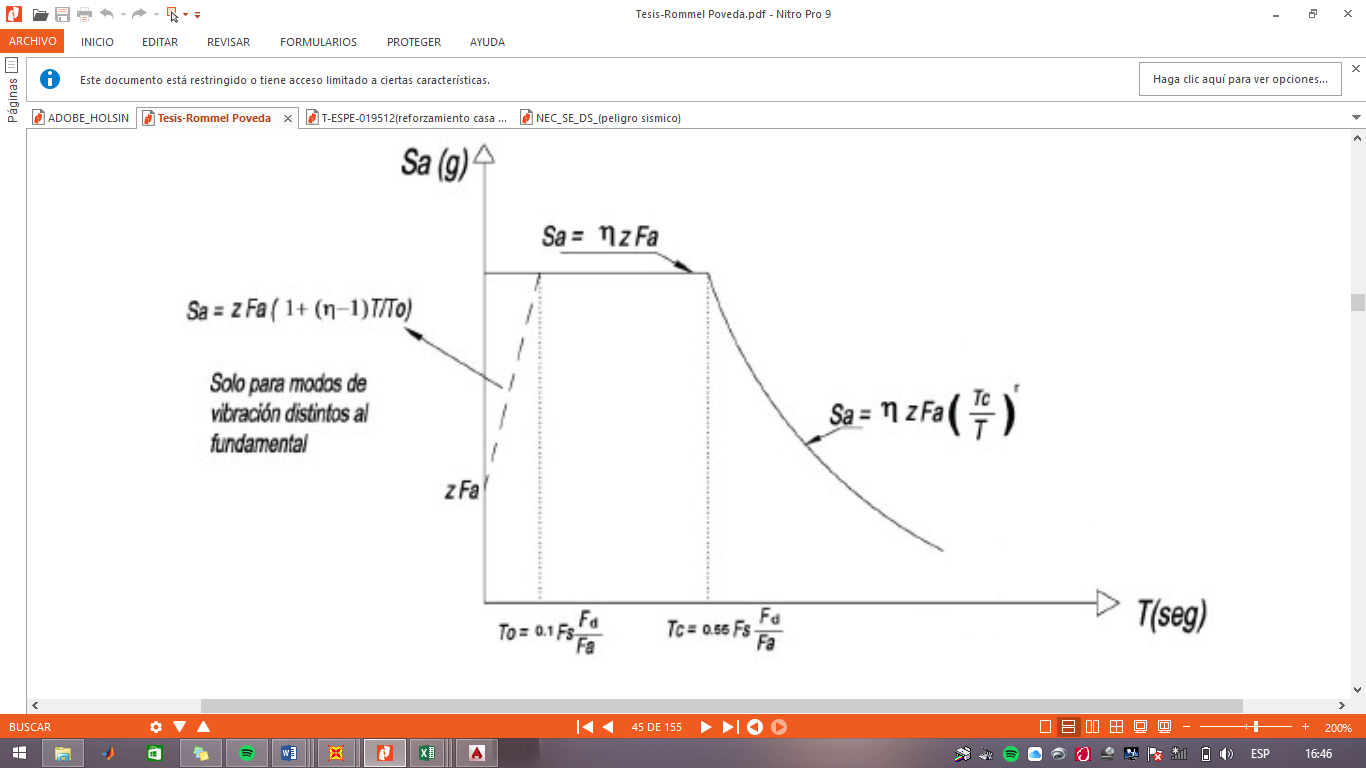 Tesis-Rommel Poveda.pdf - Nitro Pro 9
ARCHIVO INICIO EDITAR REVISAR FORMULARIOS PROTEGER AYUDA
Páginas
Este documento está restringido o tiene acceso limitado a ciertas características.
Haga clic aquí para ver opciones...
ADOBE_HOLSIN Tesis-Rommel Poveda T-ESPE-019512(reforzamiento casa ... NEC_SE_DS_(peligro sismico)
Sa (g)
Sa = η z Fa
Sa = z Fa ( 1+ (η−1)T/To)
Solo para modos de
vibración distintos al
fundamental
Sa = η z Fa (Tc/T)^r
z Fa
To = 0.1 Fs Fd/Fa
Tc = 0.55 Fs Fd/Fa
T(seg)
BUSCAR 45 DE 155 200%
ESP 16:46